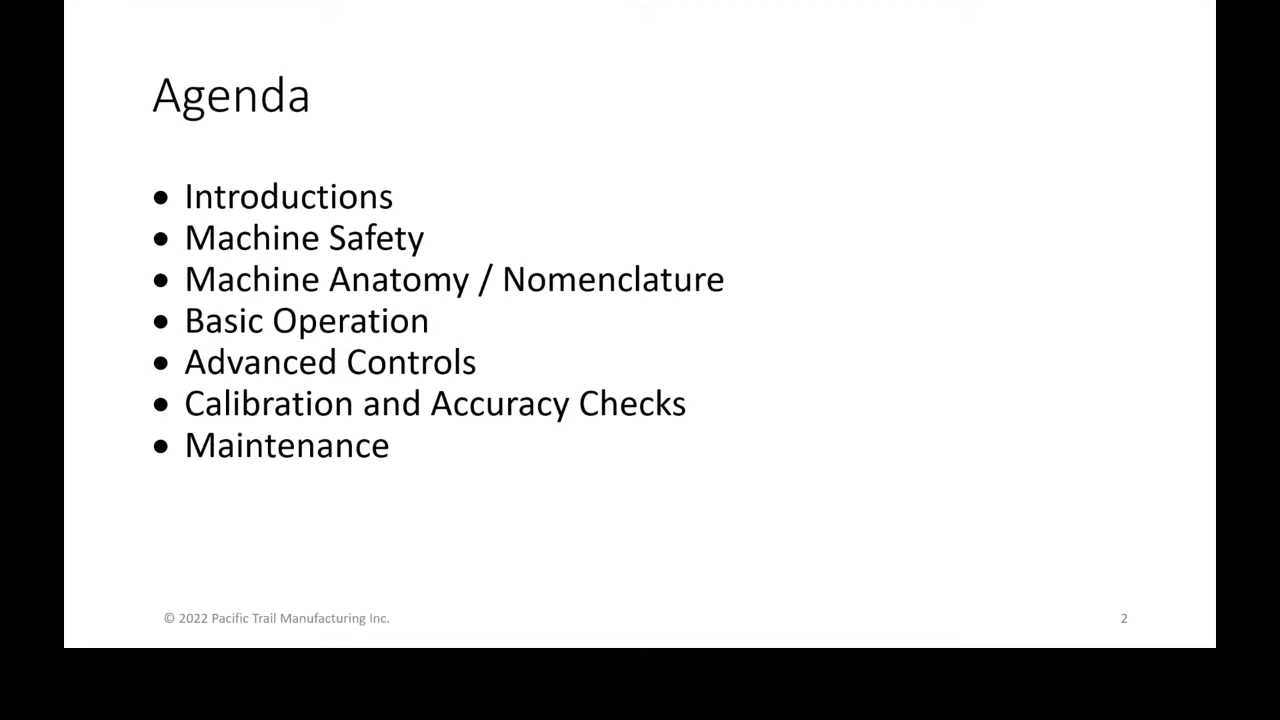 Agenda
• Introductions
• Machine Safety
• Machine Anatomy / Nomenclature
• Basic Operation
• Advanced Controls
• Calibration and Accuracy Checks
• Maintenance
© 2022 Pacific Trail Manufacturing Inc.
2